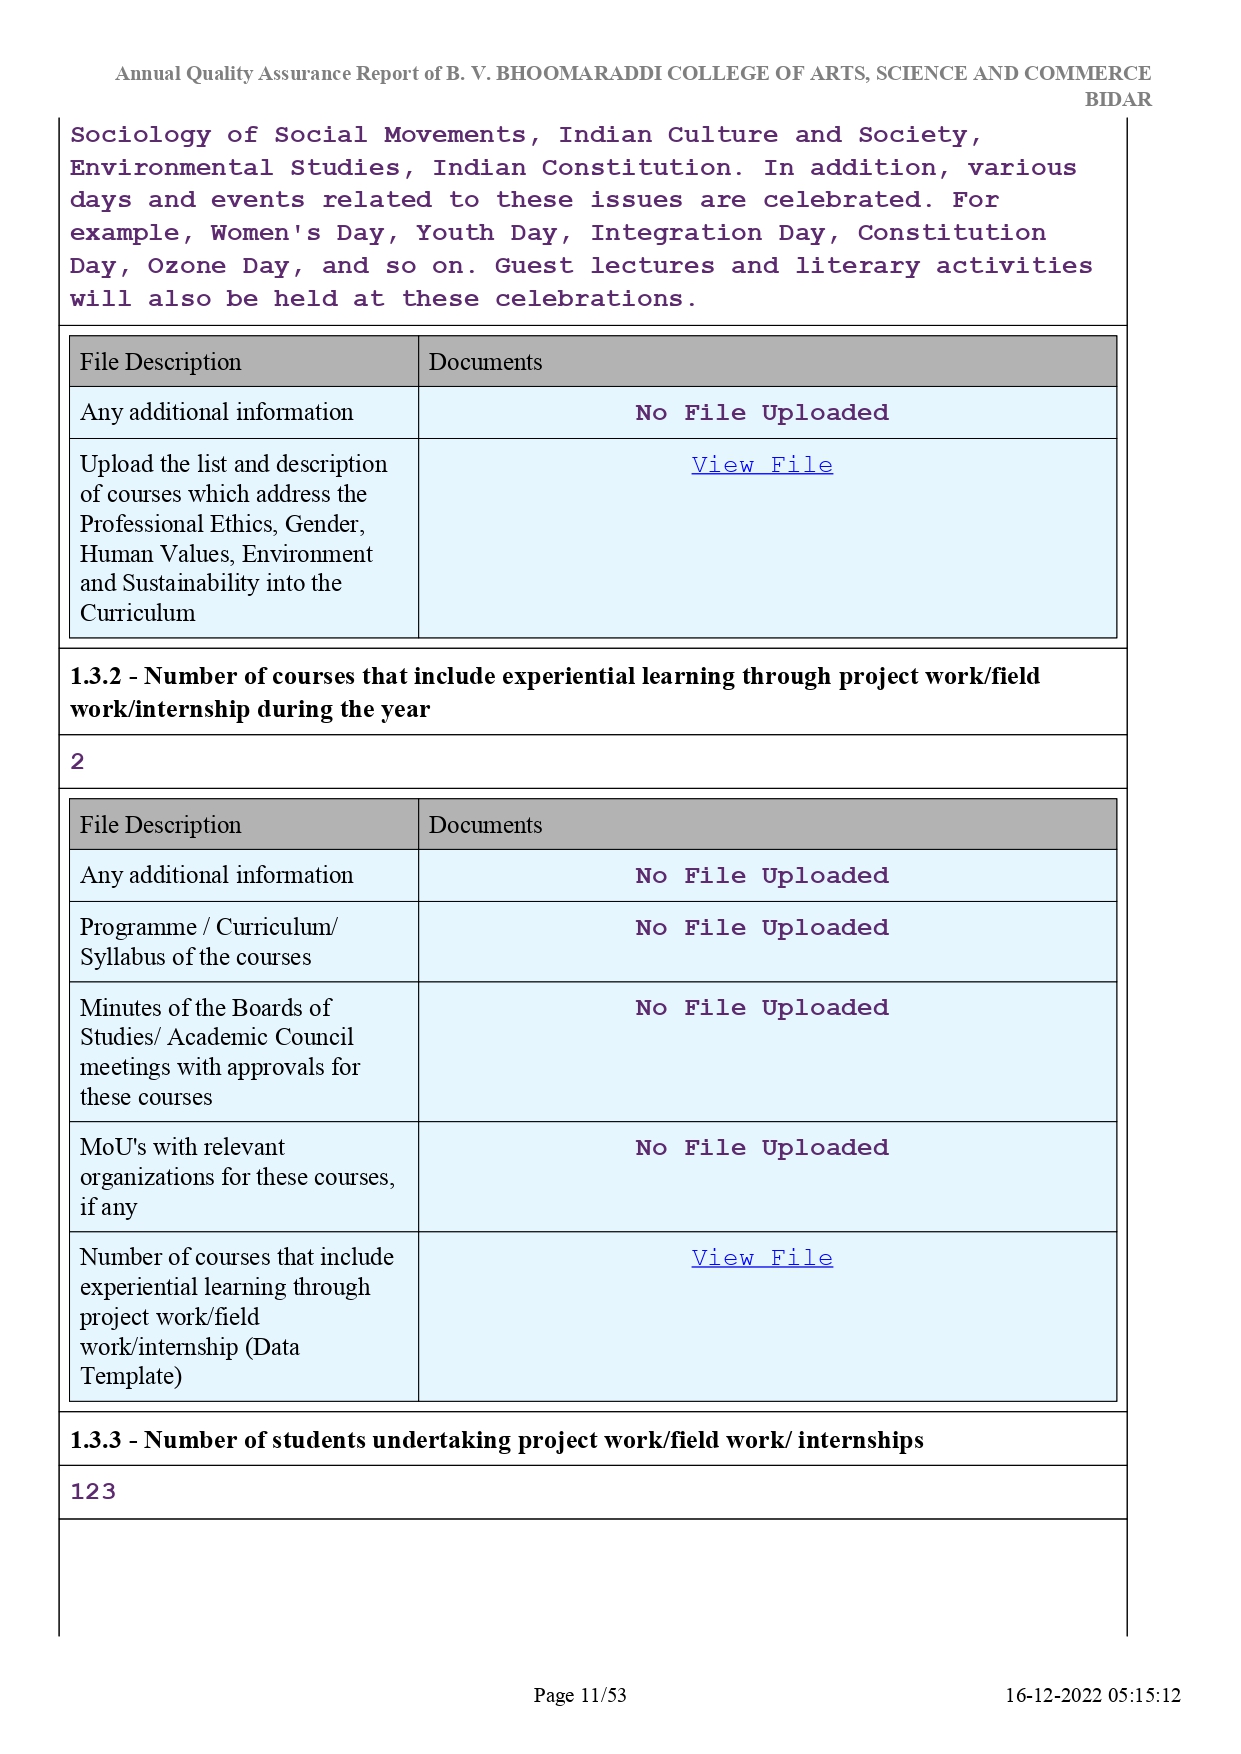 Annual Quality Assurance Report of B. V. BHOOMARADDI COLLEGE OF ARTS, SCIENCE AND COMMERCE
BIDAR
Sociology of Social Movements, Indian Culture and Society,
Environmental Studies, Indian Constitution. In addition, various
days and events related to these issues are celebrated. For
example, Women's Day, Youth Day, Integration Day, Constitution
Day, Ozone Day, and so on. Guest lectures and literary activities
will also be held at these celebrations.
File Description Documents
Any additional information No File Uploaded
Upload the list and description View File
of courses which address the
Professional Ethics, Gender,
Human Values, Environment
and Sustainability into the
Curriculum
1.3.2 - Number of courses that include experiential learning through project work/field
work/internship during the year
2
File Description Documents
Any additional information No File Uploaded
Programme / Curriculum/ No File Uploaded
Syllabus of the courses
Minutes of the Boards of No File Uploaded
Studies/ Academic Council
meetings with approvals for
these courses
MoU's with relevant No File Uploaded
organizations for these courses,
if any
Number of courses that include View File
experiential learning through
project work/field
work/internship (Data
Template)
1.3.3 - Number of students undertaking project work/field work/ internships
123
Page 11/53 16-12-2022 05:15:12